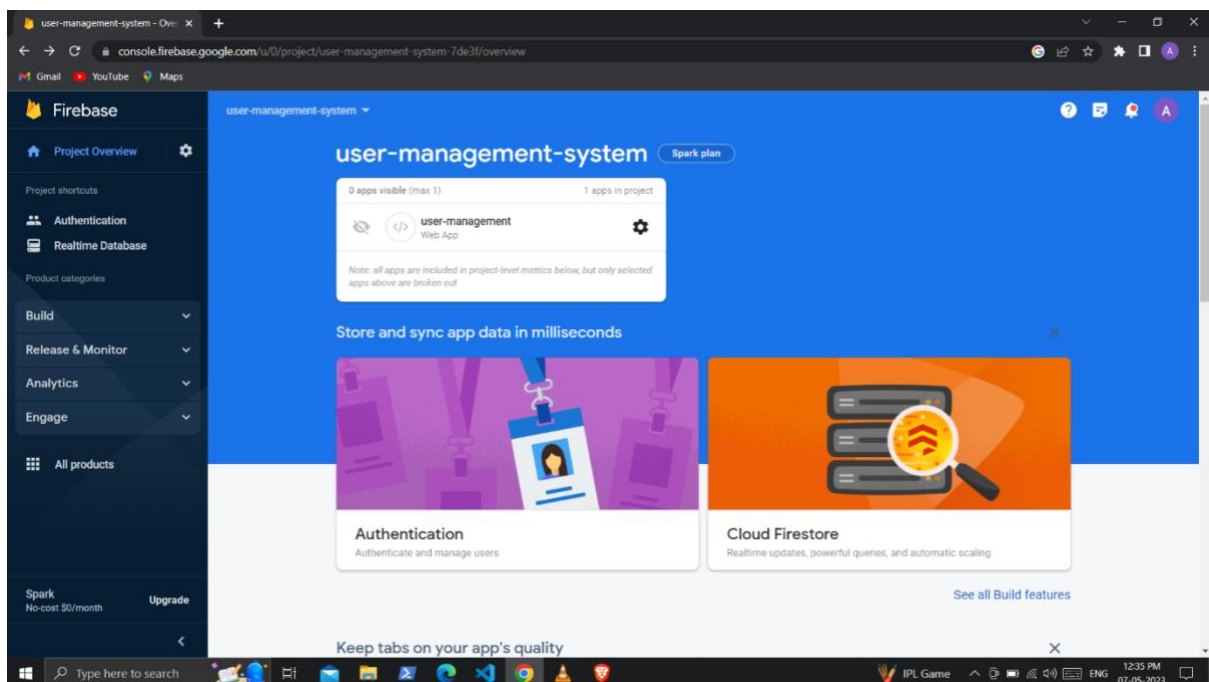 user-management-system - Over
console.firebase.google.com/u/0/project/user-management-system-7de3f/overview
Gmail YouTube Maps
Firebase
Project Overview
Project shortcuts
Authentication
Realtime Database
Product categories
Build
Release & Monitor
Analytics
Engage
All products
Spark
No-cost $0/month
Upgrade
user-management-system
A
A
user-management-system Spark plan
0 apps visible (max 1) 1 apps in project
user-management
Web App
Note: all apps are included in project-level metrics below, but only selected
apps above are broken out
Store and sync app data in milliseconds
Authentication
Authenticate and manage users
Cloud Firestore
Realtime updates, powerful queries, and automatic scaling
See all Build features
Keep tabs on your app's quality
Type here to search
IPL Game
ENG
12:35 PM
07-05-2023